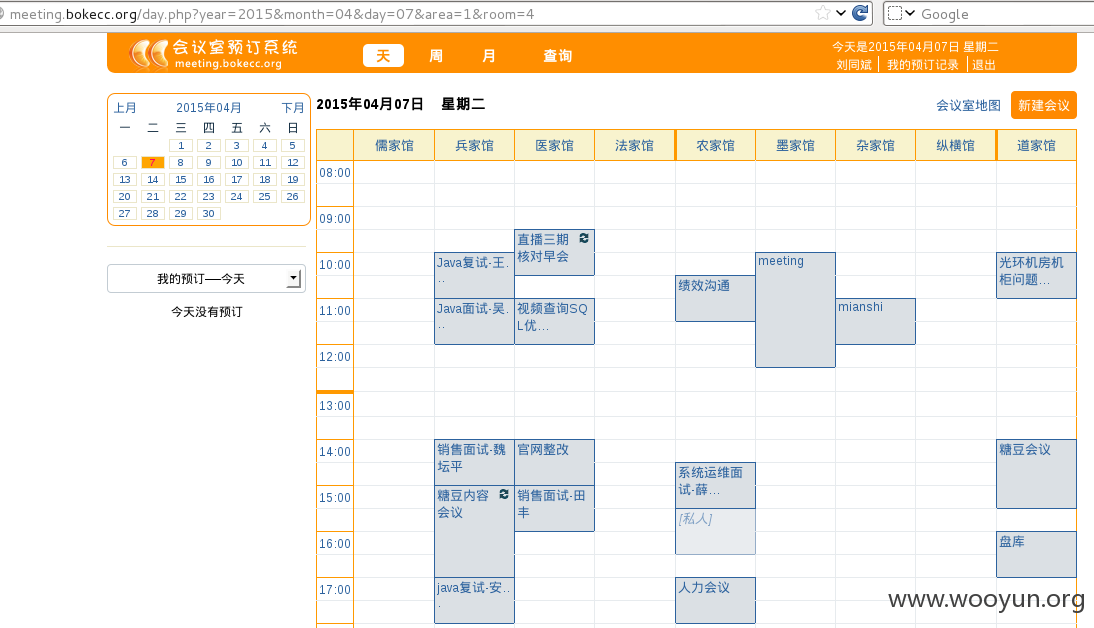 meeting.bokecc.org/day.php?year=2015&month=04&day=07&area=1&room=4
Google
会议室预订系统
meeting.bokecc.org
天 周 月 查询
今天是2015年04月07日 星期二
刘同斌 我的预订记录 退出
上月 2015年04月 下月
一 二 三 四 五 六 日
1 2 3 4 5
6 7 8 9 10 11 12
13 14 15 16 17 18 19
20 21 22 23 24 25 26
27 28 29 30
我的预订──今天
今天没有预订
2015年04月07日 星期二
会议室地图 新建会议
儒家馆 兵家馆 医家馆 法家馆 农家馆 墨家馆 杂家馆 纵横馆 道家馆
08:00
09:00
直播三期
核对早会
10:00
Java复试-王.
..
meeting
光环机房机
柜问题...
绩效沟通
11:00
Java面试-吴.
..
视频查询SQ
L优...
mianshi
12:00
13:00
14:00
销售面试-魏
坛平
官网整改
糖豆会议
系统运维面
试-薛...
15:00
糖豆内容
会议
销售面试-田
丰
[私人]
16:00
盘库
17:00
java复试-安..
.
人力会议
www.wooyun.org